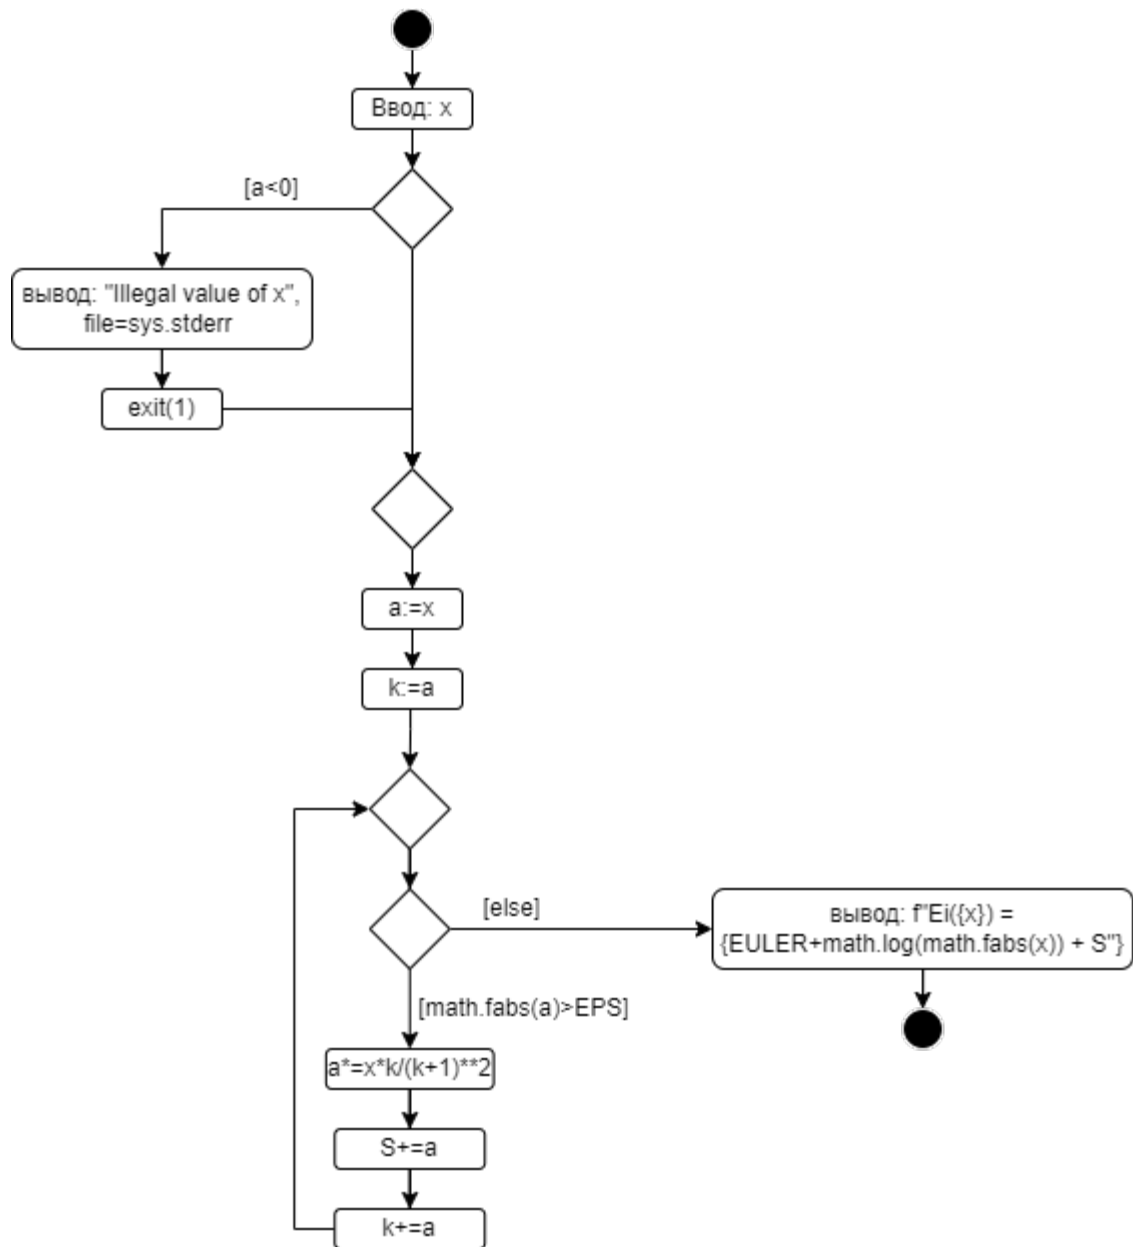 Ввод: x
[a<0]
вывод: "Illegal value of x",
file=sys.stderr
exit(1)
a:=x
k:=a
[else]
вывод: f"Ei({x}) =
{EULER+math.log(math.fabs(x)) + S"}
[math.fabs(a)>EPS]
a*=x*k/(k+1)**2
S+=a
k+=a